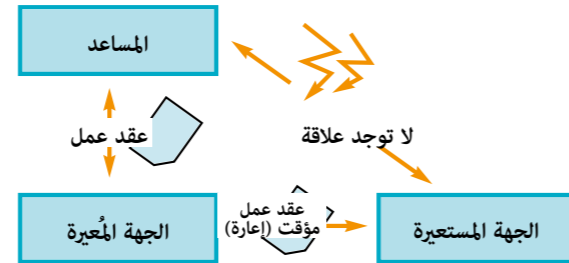 المساعد
عقد عمل
لا توجد علاقة
الجهة المُعيرة
عقد عمل
مؤقت (إعارة)
الجهة المستعيرة